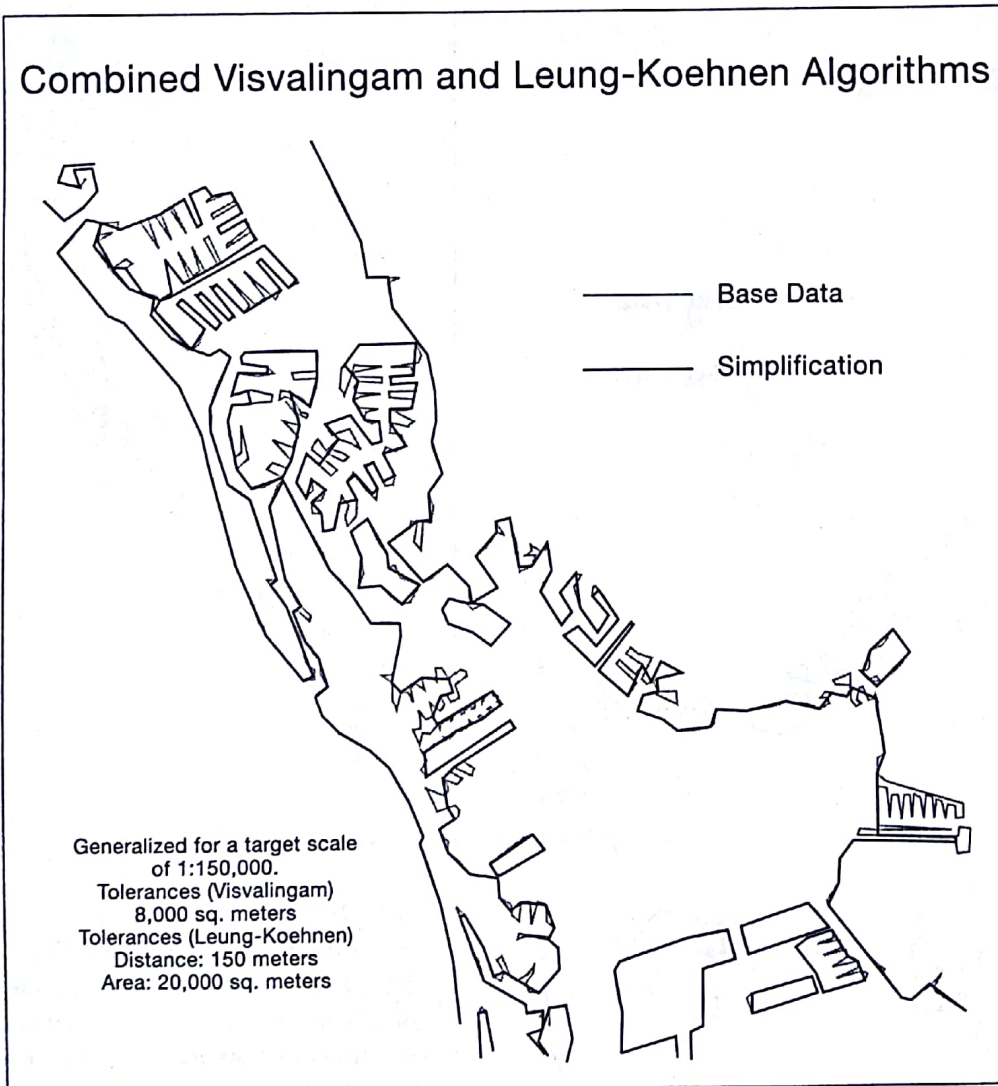 Combined Visvalingam and Leung-Koehnen Algorithms
Base Data
Simplification
Generalized for a target scale
of 1:150,000.
Tolerances (Visvalingam)
8,000 sq. meters
Tolerances (Leung-Koehnen)
Distance: 150 meters
Area: 20,000 sq. meters